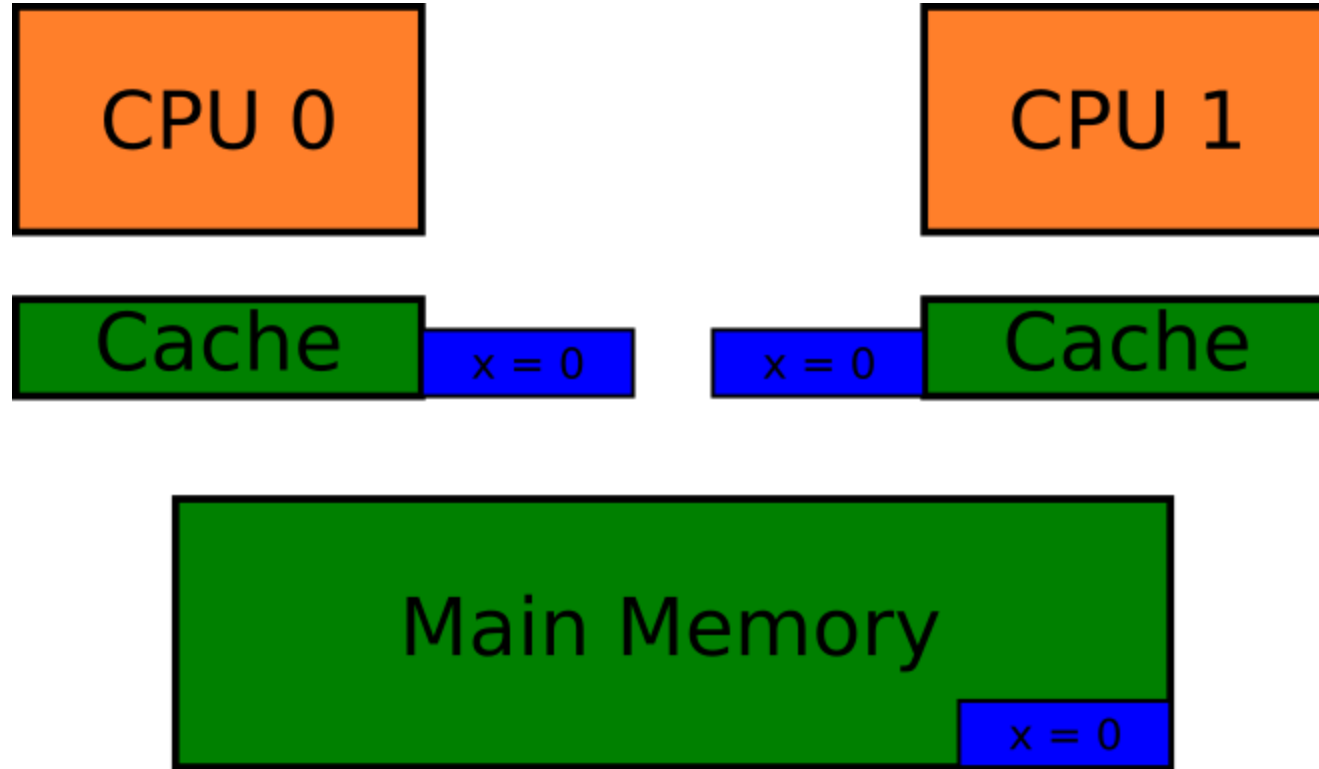 CPU 0
CPU 1
Cache
x = 0
x = 0
Cache
Main Memory
x = 0